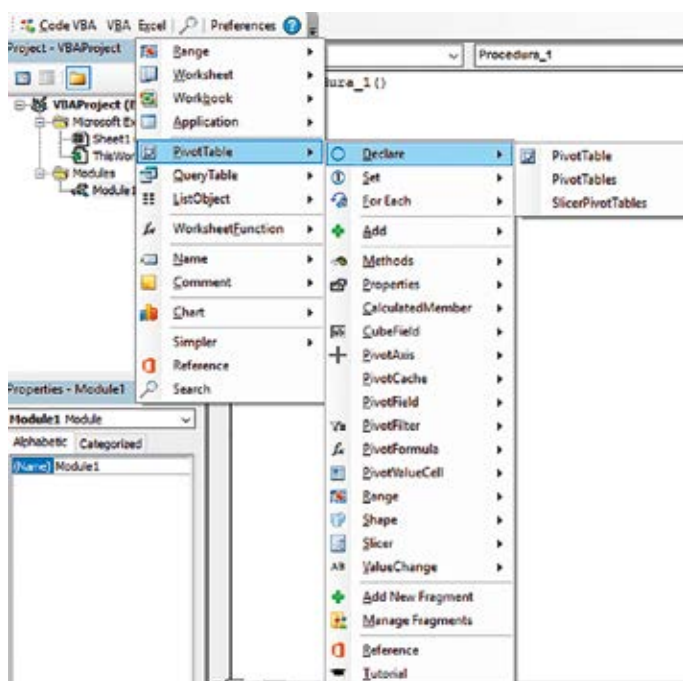 Code VBA VBA Excel Preferences
Project - VBAProject
VBAProject
Microsoft Ex
Sheet1
ThisWor
Modules
Module
Properties - Module1
Module1 Module
Alphabetic Categorized
(Name) Module1
Procedura_1
ura_1()
Range
Worksheet
Workbook
Application
PivotTable
QueryTable
ListObject
WorksheetFunction
Name
Comment
Chart
Simpler
Reference
Search
Declare
Set
For Each
Add
Methods
Properties
CalculatedMember
CubeField
PivotAxis
PivotCache
PivotField
PivotFilter
PivotFormula
PivotValueCell
Range
Shape
Slicer
ValueChange
Add New Fragment
Manage Fragments
Reference
Tutorial
PivotTable
PivotTables
SlicerPivotTables